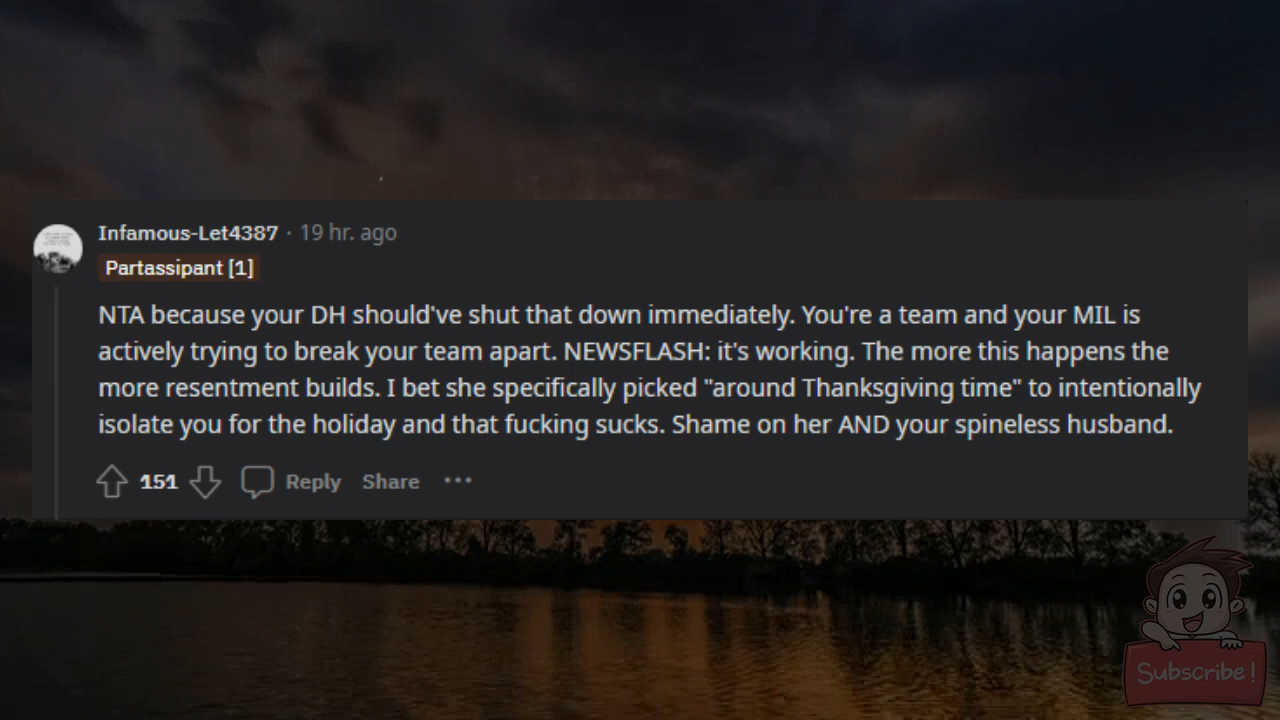 Infamous-Let4387 · 19 hr. ago
Partassipant [1]
NTA because your DH should've shut that down immediately. You're a team and your MIL is
actively trying to break your team apart. NEWSFLASH: it's working. The more this happens the
more resentment builds. I bet she specifically picked "around Thanksgiving time" to intentionally
isolate you for the holiday and that fucking sucks. Shame on her AND your spineless husband.
151 Reply Share ···
Subscribe!